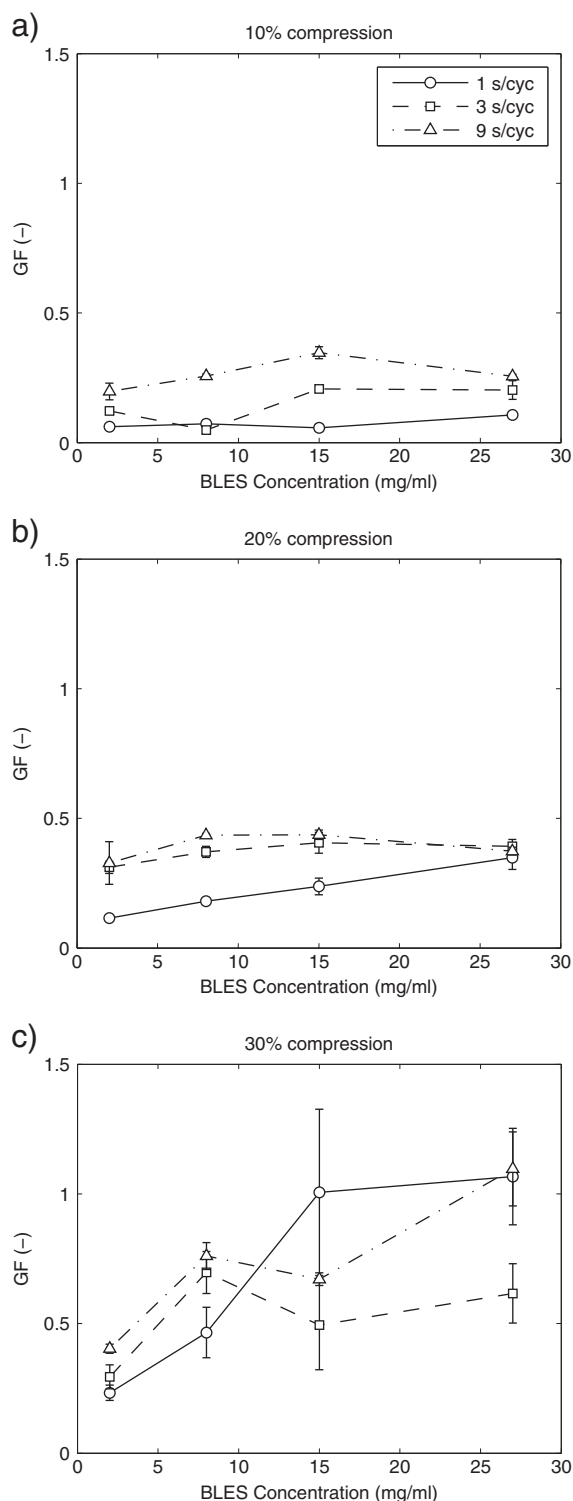 a)
10% compression
1.5
1
0.5
0
GF (−)
1 s/cyc
3 s/cyc
9 s/cyc
0 5 10 15 20 25 30
BLES Concentration (mg/ml)
b)
20% compression
1.5
1
0.5
0
GF (−)
0 5 10 15 20 25 30
BLES Concentration (mg/ml)
c)
30% compression
1.5
1
0.5
0
GF (−)
0 5 10 15 20 25 30
BLES Concentration (mg/ml)